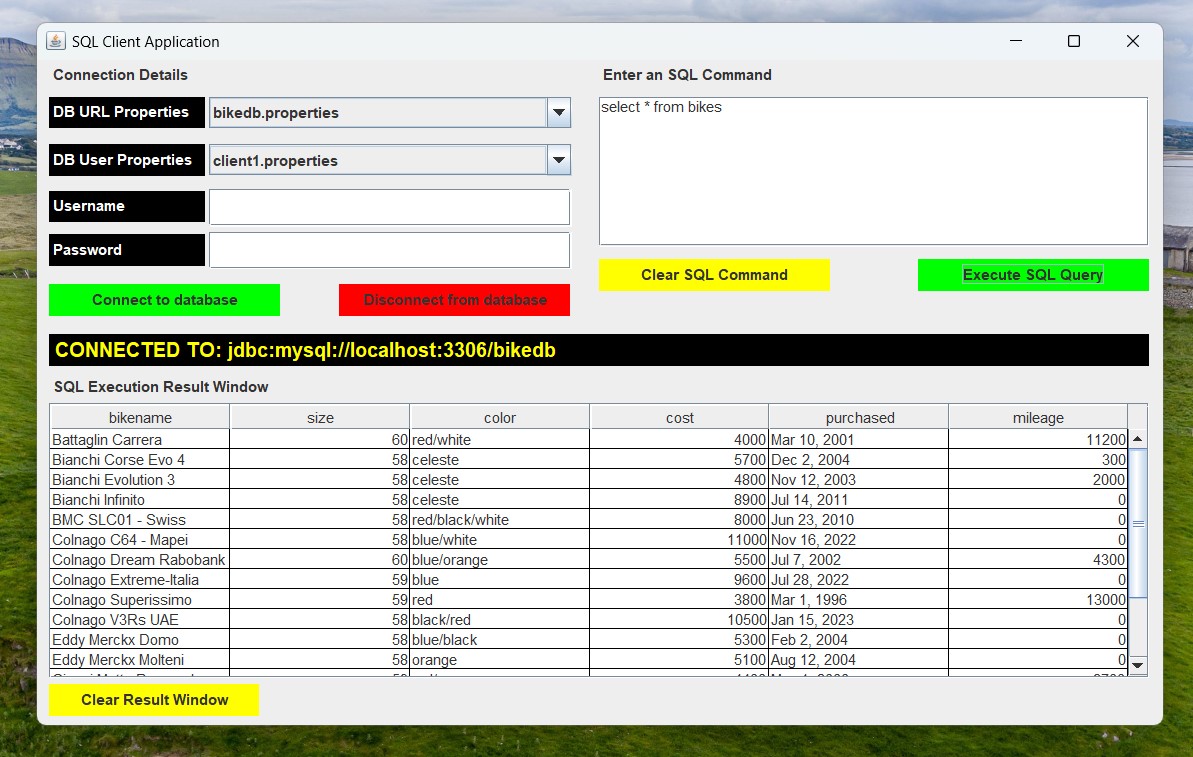 SQL Client Application
Connection Details
DB URL Properties bikedb.properties
DB User Properties client1.properties
Username
Password
Connect to database Disconnect from database
Enter an SQL Command
select * from bikes
Clear SQL Command Execute SQL Query
CONNECTED TO: jdbc:mysql://localhost:3306/bikedb
SQL Execution Result Window
bikename size color cost purchased mileage
Battaglin Carrera 60 red/white 4000 Mar 10, 2001 11200
Bianchi Corse Evo 4 58 celeste 5700 Dec 2, 2004 300
Bianchi Evolution 3 58 celeste 4800 Nov 12, 2003 2000
Bianchi Infinito 58 celeste 8900 Jul 14, 2011 0
BMC SLC01 - Swiss 58 red/black/white 8000 Jun 23, 2010 0
Colnago C64 - Mapei 58 blue/white 11000 Nov 16, 2022 0
Colnago Dream Rabobank 60 blue/orange 5500 Jul 7, 2002 4300
Colnago Extreme-Italia 59 blue 9600 Jul 28, 2022 0
Colnago Superissimo 59 red 3800 Mar 1, 1996 13000
Colnago V3Rs UAE 58 black/red 10500 Jan 15, 2023 0
Eddy Merckx Domo 58 blue/black 5300 Feb 2, 2004 0
Eddy Merckx Molteni 58 orange 5100 Aug 12, 2004 0
Clear Result Window